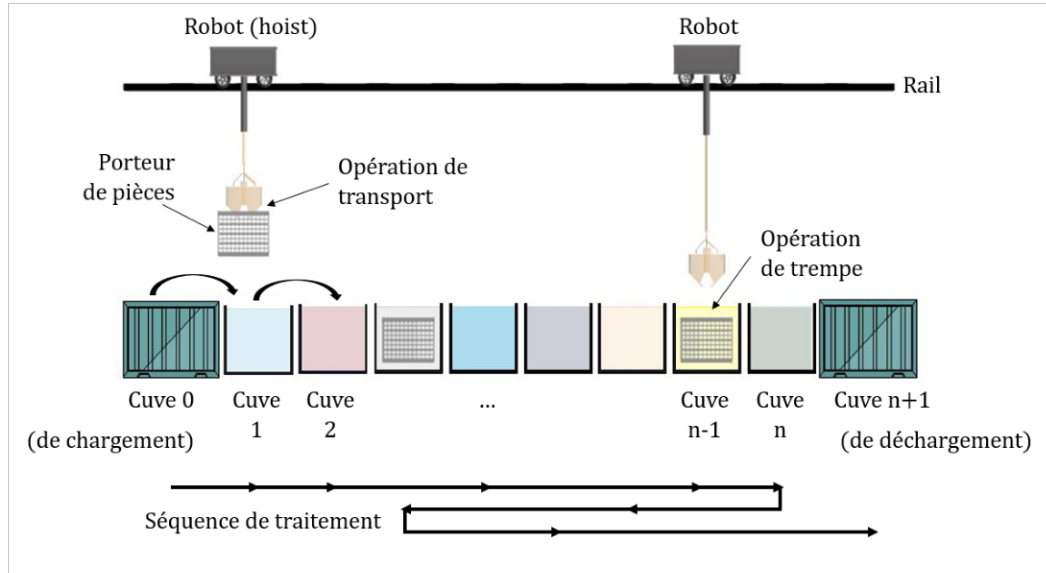 Robot (hoist)
Robot
Rail
Porteur
de pièces
Opération de
transport
Opération
de trempe
Cuve 0
(de chargement)
Cuve
1
Cuve
2
...
Cuve
n-1
Cuve
n
Cuve n+1
(de déchargement)
Séquence de traitement